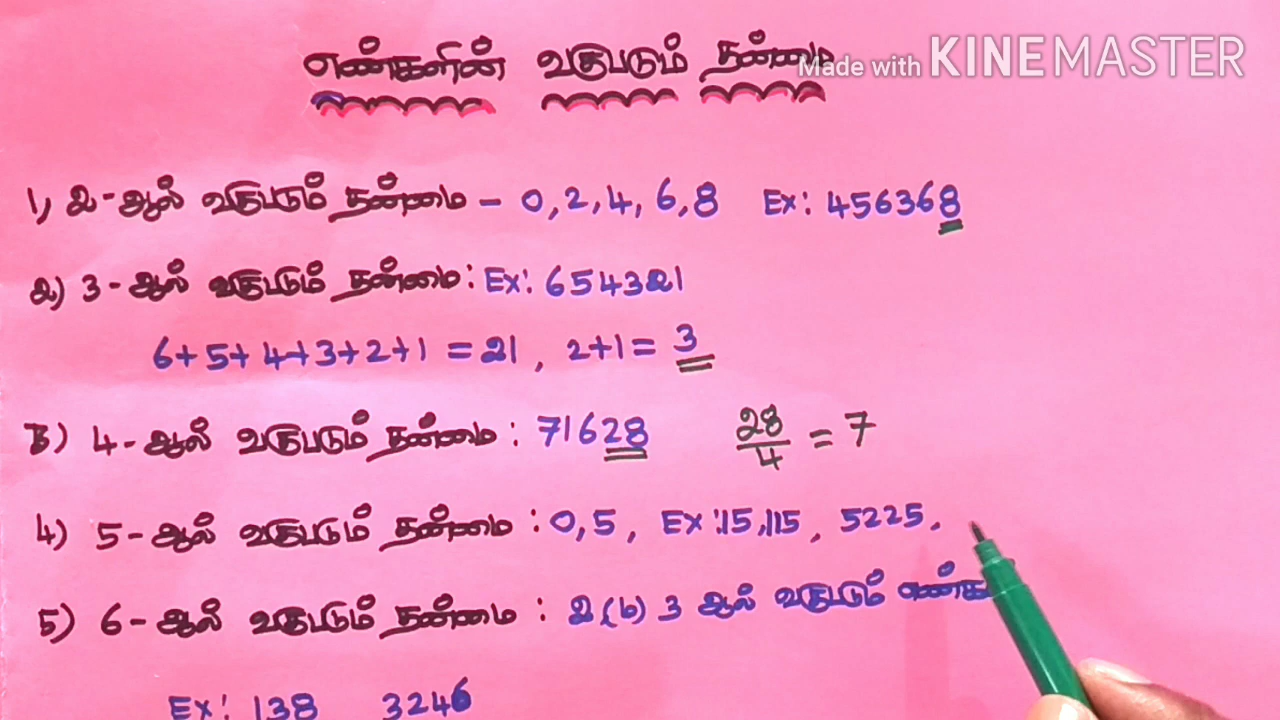 எண்களின் வகுபடும் தன்மை
Made with KINEMASTER
1) 2-ஆல் வகுபடும் தன்மை - 0,2,4, 6,8 Ex: 456368
2) 3-ஆல் வகுபடும் தன்மை: Ex: 654321
6+5+4+3+2+1 = 21, 2+1= 3
3) 4-ஆல் வகுபடும் தன்மை: 71628 28/4 = 7
4) 5-ஆல் வகுபடும் தன்மை: 0,5, Ex: 15,115, 5225,
5) 6-ஆல் வகுபடும் தன்மை: 2 (ம) 3 ஆல் வகுபடும்
Ex: 138 3246